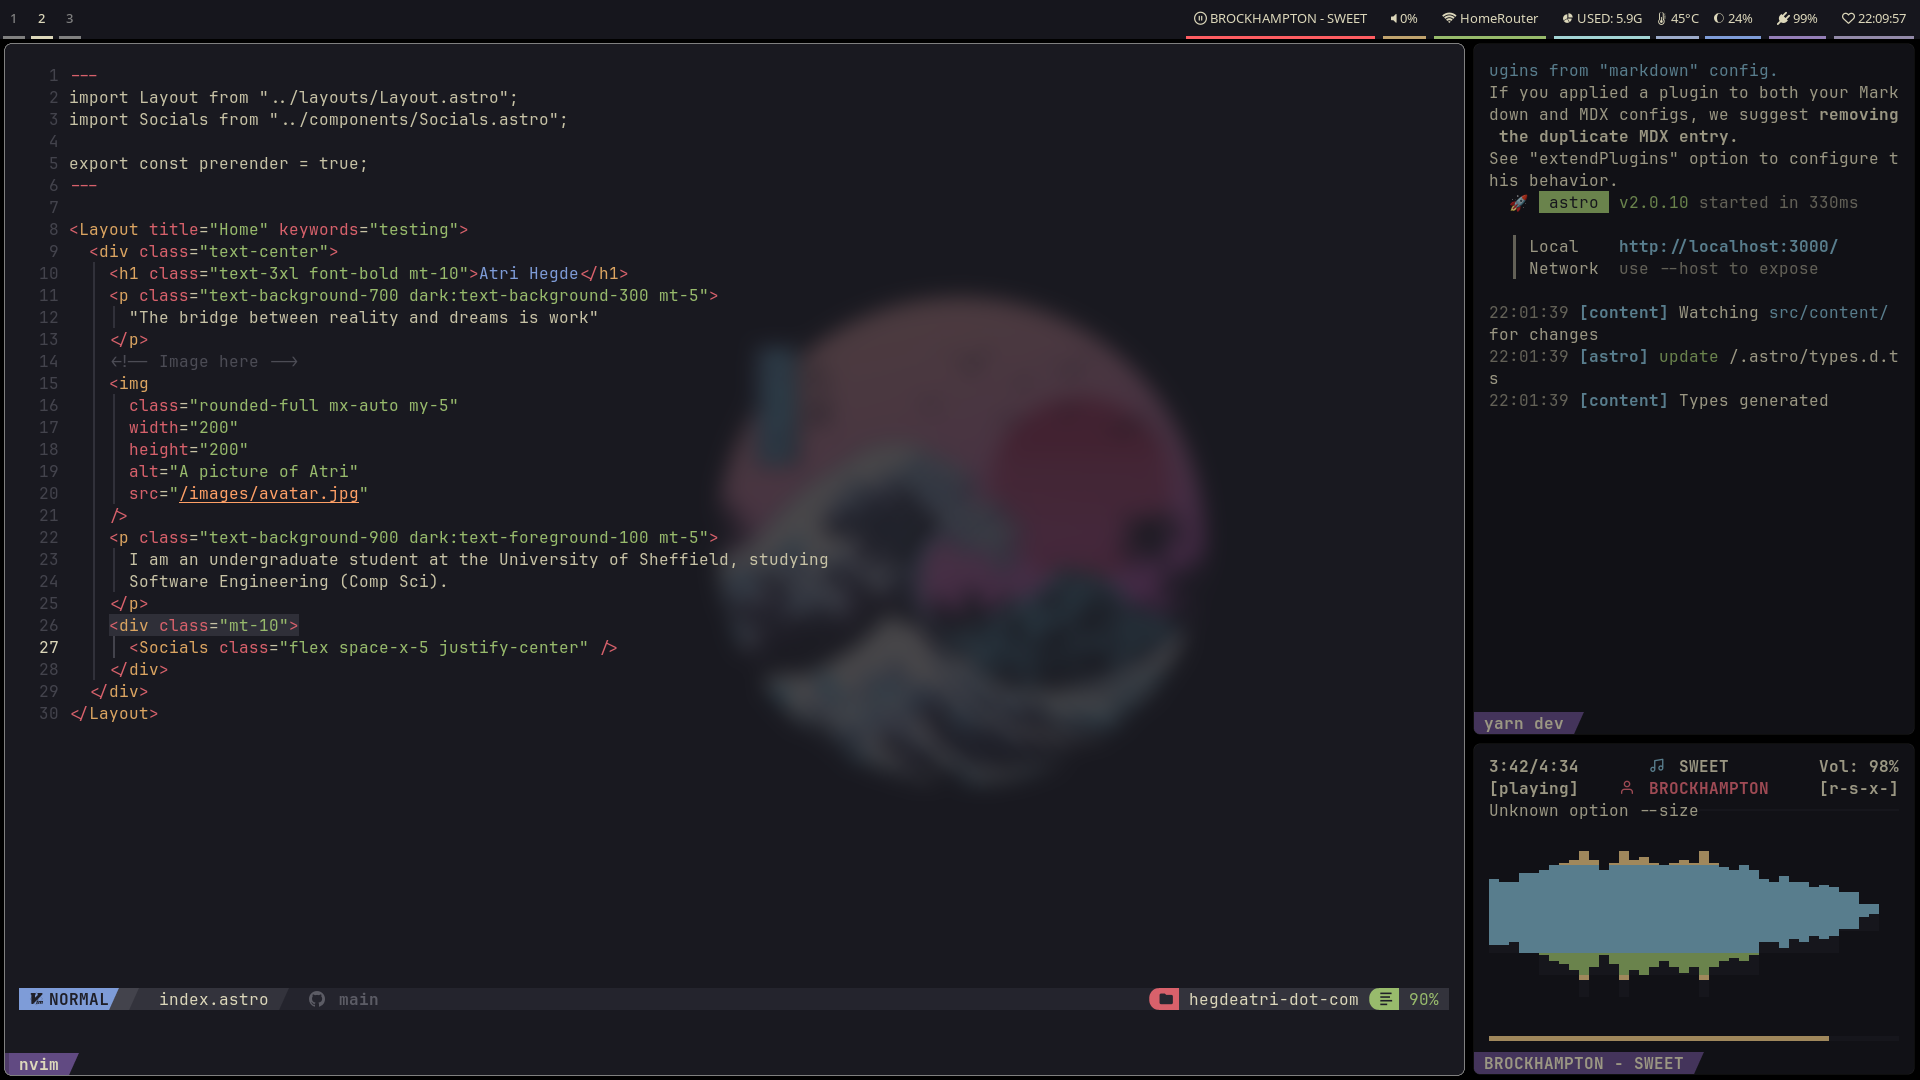 1 2 3 BROCKHAMPTON - SWEET 0% HomeRouter USED: 5.9G 45°C 24% 99% 22:09:57
1 ---
2 import Layout from "../layouts/Layout.astro";
3 import Socials from "../components/Socials.astro";
4
5 export const prerender = true;
6 ---
7
8 <Layout title="Home" keywords="testing">
9 <div class="text-center">
10 <h1 class="text-3xl font-bold mt-10">Atri Hegde</h1>
11 <p class="text-background-700 dark:text-background-300 mt-5">
12 "The bridge between reality and dreams is work"
13 </p>
14 <!-- Image here -->
15 <img
16 class="rounded-full mx-auto my-5"
17 width="200"
18 height="200"
19 alt="A picture of Atri"
20 src="/images/avatar.jpg"
21 />
22 <p class="text-background-900 dark:text-foreground-100 mt-5">
23 I am an undergraduate student at the University of Sheffield, studying
24 Software Engineering (Comp Sci).
25 </p>
26 <div class="mt-10">
27 <Socials class="flex space-x-5 justify-center" />
28 </div>
29 </div>
30 </Layout>
NORMAL index.astro main hegdeatri-dot-com 90%
nvim
ugins from "markdown" config.
If you applied a plugin to both your Mark
down and MDX configs, we suggest removing
the duplicate MDX entry.
See "extendPlugins" option to configure t
his behavior.
🚀 astro v2.0.10 started in 330ms
Local http://localhost:3000/
Network use --host to expose
22:01:39 [content] Watching src/content/
for changes
22:01:39 [astro] update /.astro/types.d.t
s
22:01:39 [content] Types generated
yarn dev
3:42/4:34 SWEET Vol: 98%
[playing] BROCKHAMPTON [r-s-x-]
Unknown option --size
BROCKHAMPTON - SWEET